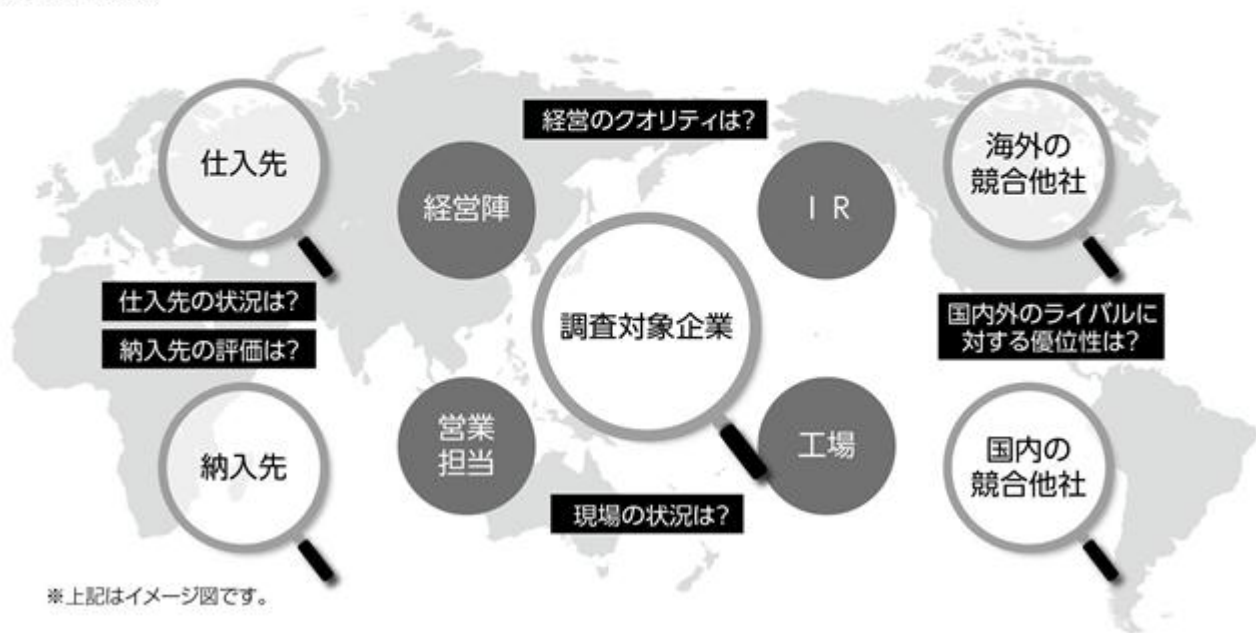 仕入先
仕入先の状況は?
納入先の評価は?
納入先
経営のクオリティは?
経営陣
I R
調査対象企業
営業
担当
工場
現場の状況は?
海外の
競合他社
国内外のライバルに
対する優位性は?
国内の
競合他社
※上記はイメージ図です。